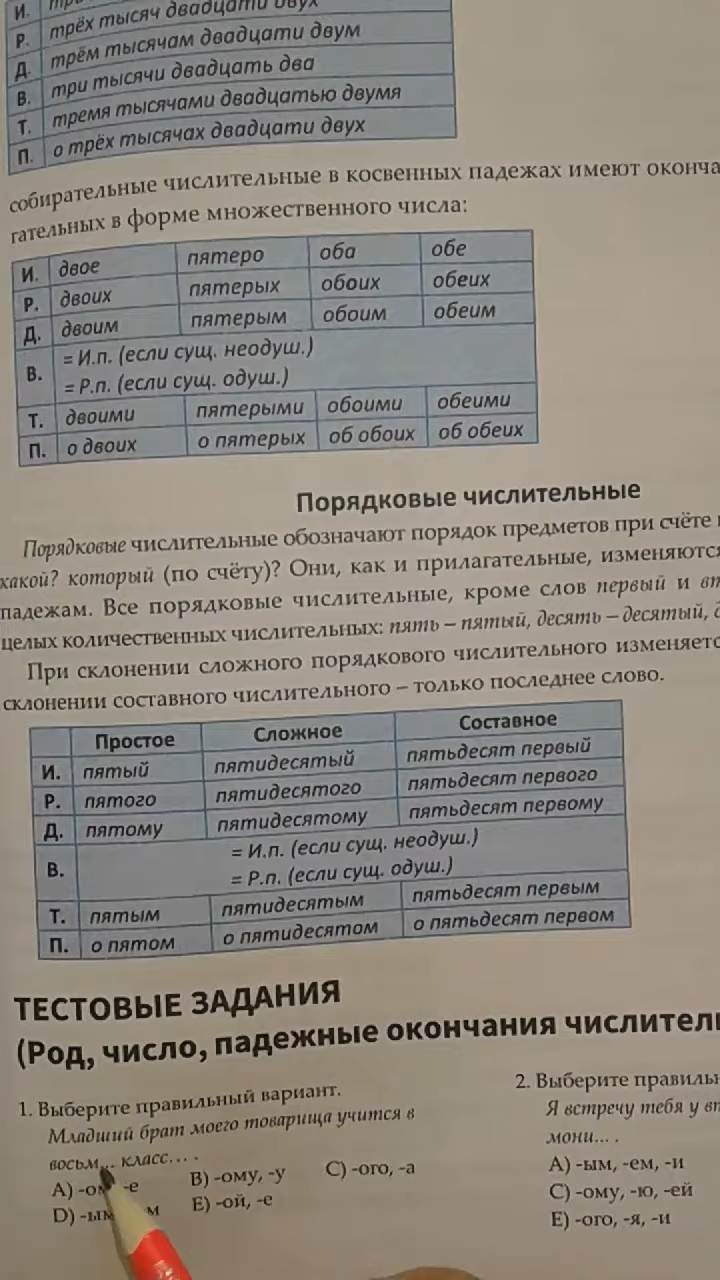 И.
Р. трёх тысяч двадцати двух
Д. трём тысячам двадцати двум
В. три тысячи двадцать два
Т. тремя тысячами двадцатью двумя
П. о трёх тысячах двадцати двух
собирательные числительные в косвенных падежах имеют оконча
гательных в форме множественного числа:
И. двое пятеро оба обе
Р. двоих пятерых обоих обеих
Д. двоим пятерым обоим обеим
В. = И.п. (если сущ. неодуш.)
= Р.п. (если сущ. одуш.)
Т. двоими пятерыми обоими обеими
П. о двоих о пятерых об обоих об обеих
Порядковые числительные
Порядковые числительные обозначают порядок предметов при счёте
какой? который (по счёту)? Они, как и прилагательные, изменяются
падежам. Все порядковые числительные, кроме слов первый и вт
целых количественных числительных: пять – пятый, десять – десятый,
При склонении сложного порядкового числительного изменяетс
склонении составного числительного – только последнее слово.
Простое Сложное Составное
И. пятый пятидесятый пятьдесят первый
Р. пятого пятидесятого пятьдесят первого
Д. пятому пятидесятому пятьдесят первому
В. = И.п. (если сущ. неодуш.)
= Р.п. (если сущ. одуш.)
Т. пятым пятидесятым пятьдесят первым
П. о пятом о пятидесятом о пятьдесят первом
ТЕСТОВЫЕ ЗАДАНИЯ
(Род, число, падежные окончания числител
1. Выберите правильный вариант.
Младший брат моего товарища учится в
восьм... класс... .
A) -ом, -е B) -ому, -у C) -ого, -а
D) -ым м E) -ой, -е
2. Выберите правиль
Я встречу тебя у вт
мони... .
A) -ым, -ем, -и
C) -ому, -ю, -ей
E) -ого, -я, -и